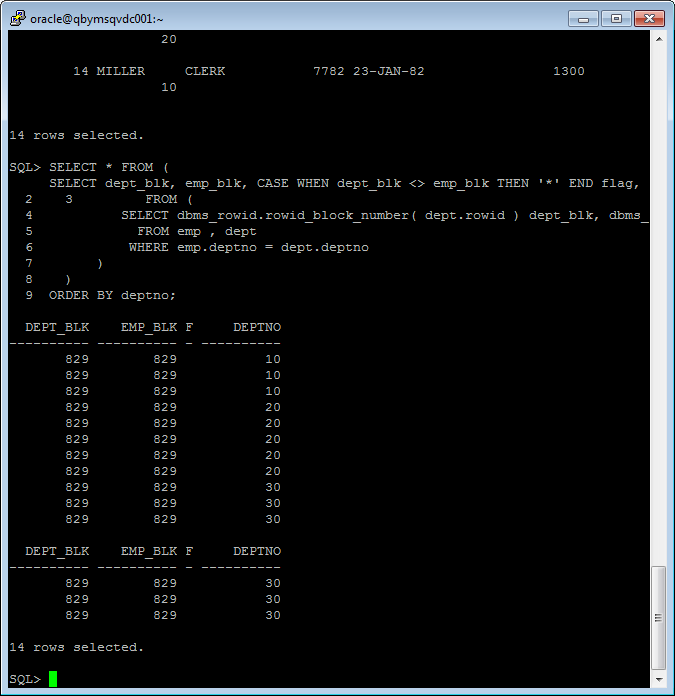 oracle@qbymsqvdc001:~
20
14 MILLER     CLERK           7782 23-JAN-82                1300
10
14 rows selected.
SQL> SELECT * FROM (
     SELECT dept_blk, emp_blk, CASE WHEN dept_blk <> emp_blk THEN '*' END flag,
  2    3         FROM (
  4           SELECT dbms_rowid.rowid_block_number( dept.rowid ) dept_blk, dbms_
  5             FROM emp , dept
  6            WHERE emp.deptno = dept.deptno
  7        )
  8    )
  9  ORDER BY deptno;
  DEPT_BLK    EMP_BLK F     DEPTNO
---------- ---------- - ----------
       829        829           10
       829        829           10
       829        829           10
       829        829           20
       829        829           20
       829        829           20
       829        829           20
       829        829           20
       829        829           30
       829        829           30
       829        829           30
  DEPT_BLK    EMP_BLK F     DEPTNO
---------- ---------- - ----------
       829        829           30
       829        829           30
       829        829           30
14 rows selected.
SQL>